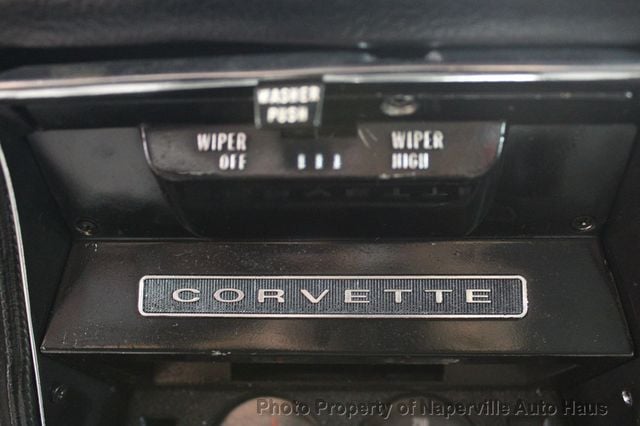 WASHER
PUSH
WIPER WIPER
OFF HIGH
CORVETTE
Photo Property of Naperville Auto Haus